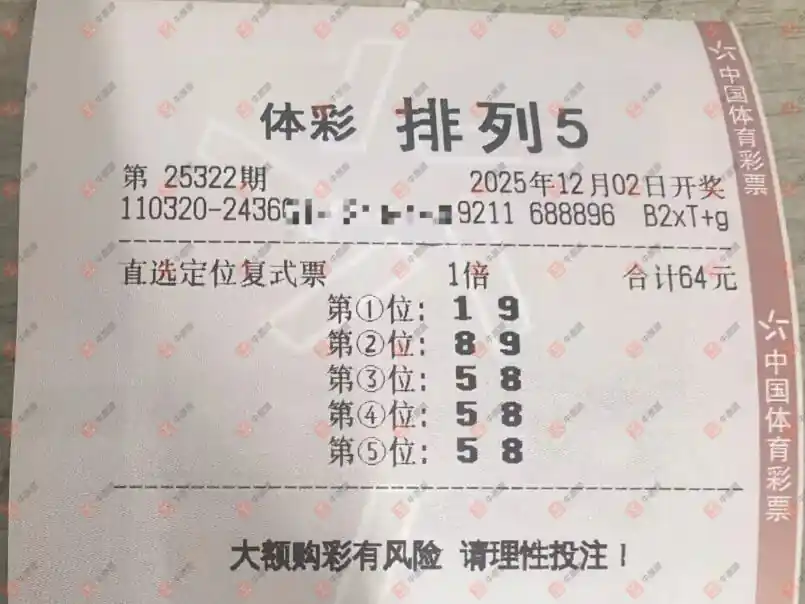 体彩 排列5
第 25322期 2025年12月02日开奖
110320-24360 9211 688896 B2xT+g
直选定位复式票 1倍 合计64元
第①位: 1 9
第②位: 8 9
第③位: 5 8
第④位: 5 8
第⑤位: 5 8
大额购彩有风险 请理性投注!
中国体育彩票
中国体育彩票